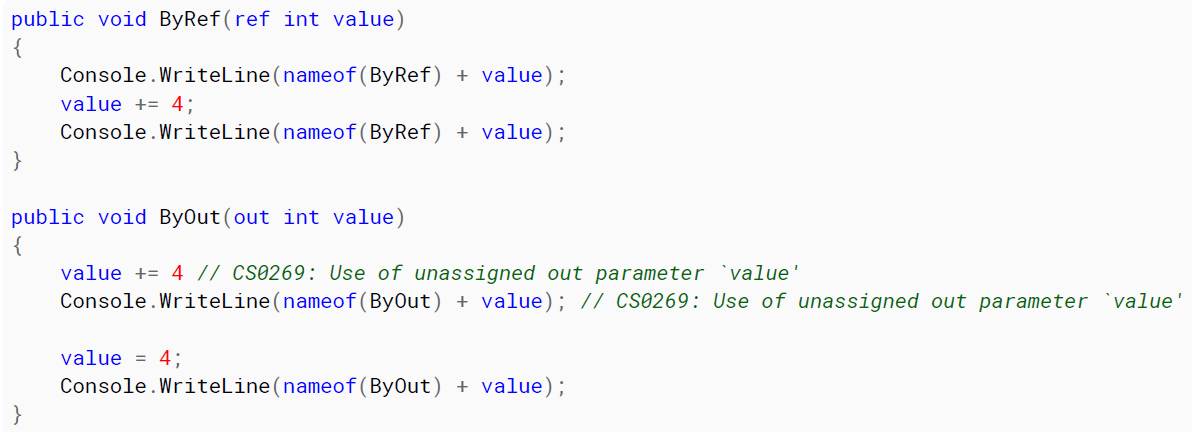 public void ByRef(ref int value)
{
    Console.WriteLine(nameof(ByRef) + value);
    value += 4;
    Console.WriteLine(nameof(ByRef) + value);
}

public void ByOut(out int value)
{
    value += 4 // CS0269: Use of unassigned out parameter `value'
    Console.WriteLine(nameof(ByOut) + value); // CS0269: Use of unassigned out parameter `value'

    value = 4;
    Console.WriteLine(nameof(ByOut) + value);
}